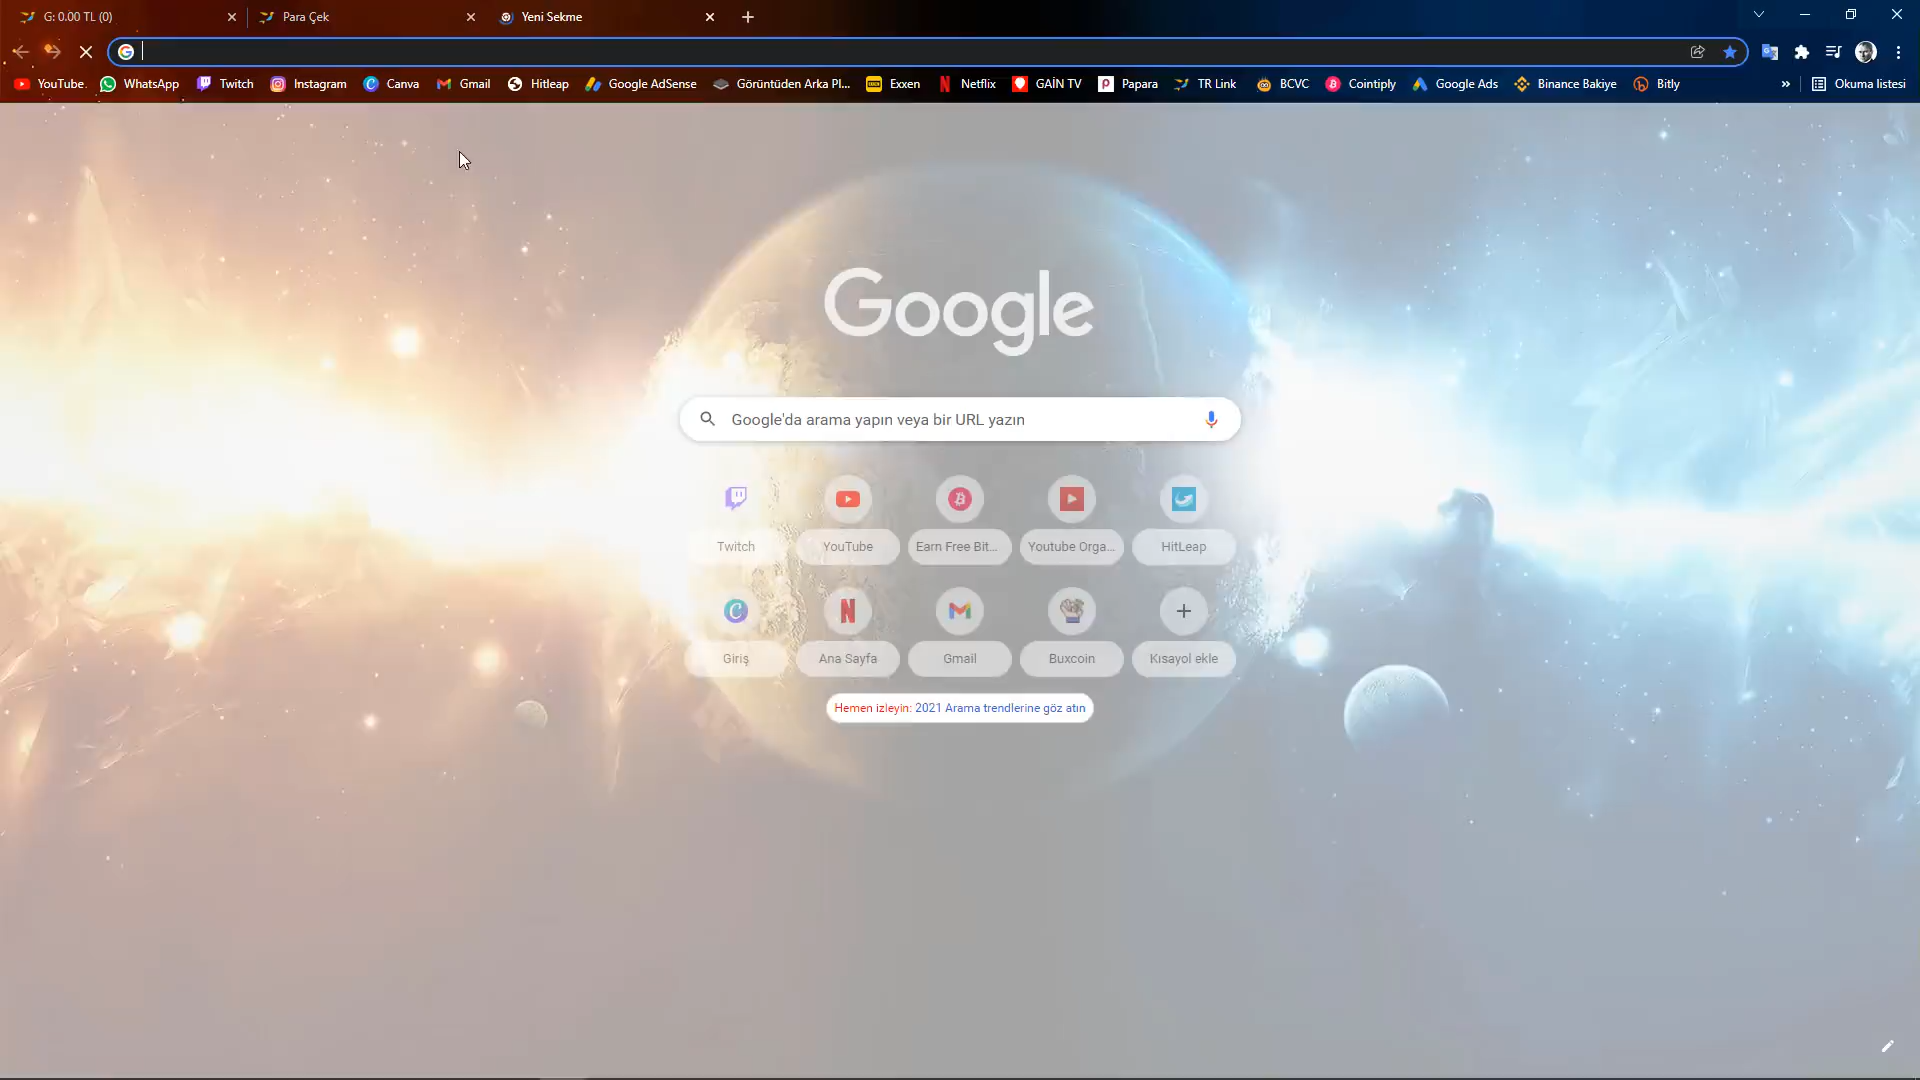 G: 0.00 TL (0)
Para Çek
Yeni Sekme
YouTube
WhatsApp
Twitch
Instagram
Canva
Gmail
Hitleap
Google AdSense
Görüntüden Arka Pl...
Exxen
Netflix
GAİN TV
Papara
TR Link
BCVC
Cointiply
Google Ads
Binance Bakiye
Bitly
»
Okuma listesi
Google
Google'da arama yapın veya bir URL yazın
Twitch
YouTube
Earn Free Bit...
Youtube Orga...
HitLeap
Giriş
Ana Sayfa
Gmail
Buxcoin
Kısayol ekle
Hemen izleyin: 2021 Arama trendlerine göz atın